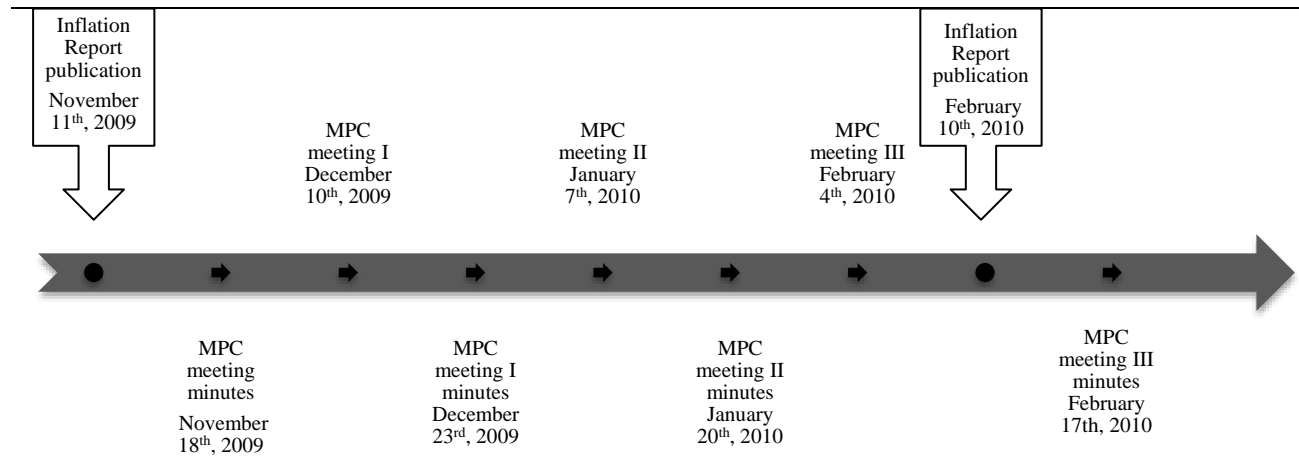 Inflation
Report
publication
November
11th, 2009
MPC
meeting
minutes
November
18th, 2009
MPC
meeting I
December
10th, 2009
MPC
meeting I
minutes
December
23rd, 2009
MPC
meeting II
January
7th, 2010
MPC
meeting II
minutes
January
20th, 2010
MPC
meeting III
February
4th, 2010
Inflation
Report
publication
February
10th, 2010
MPC
meeting III
minutes
February
17th, 2010